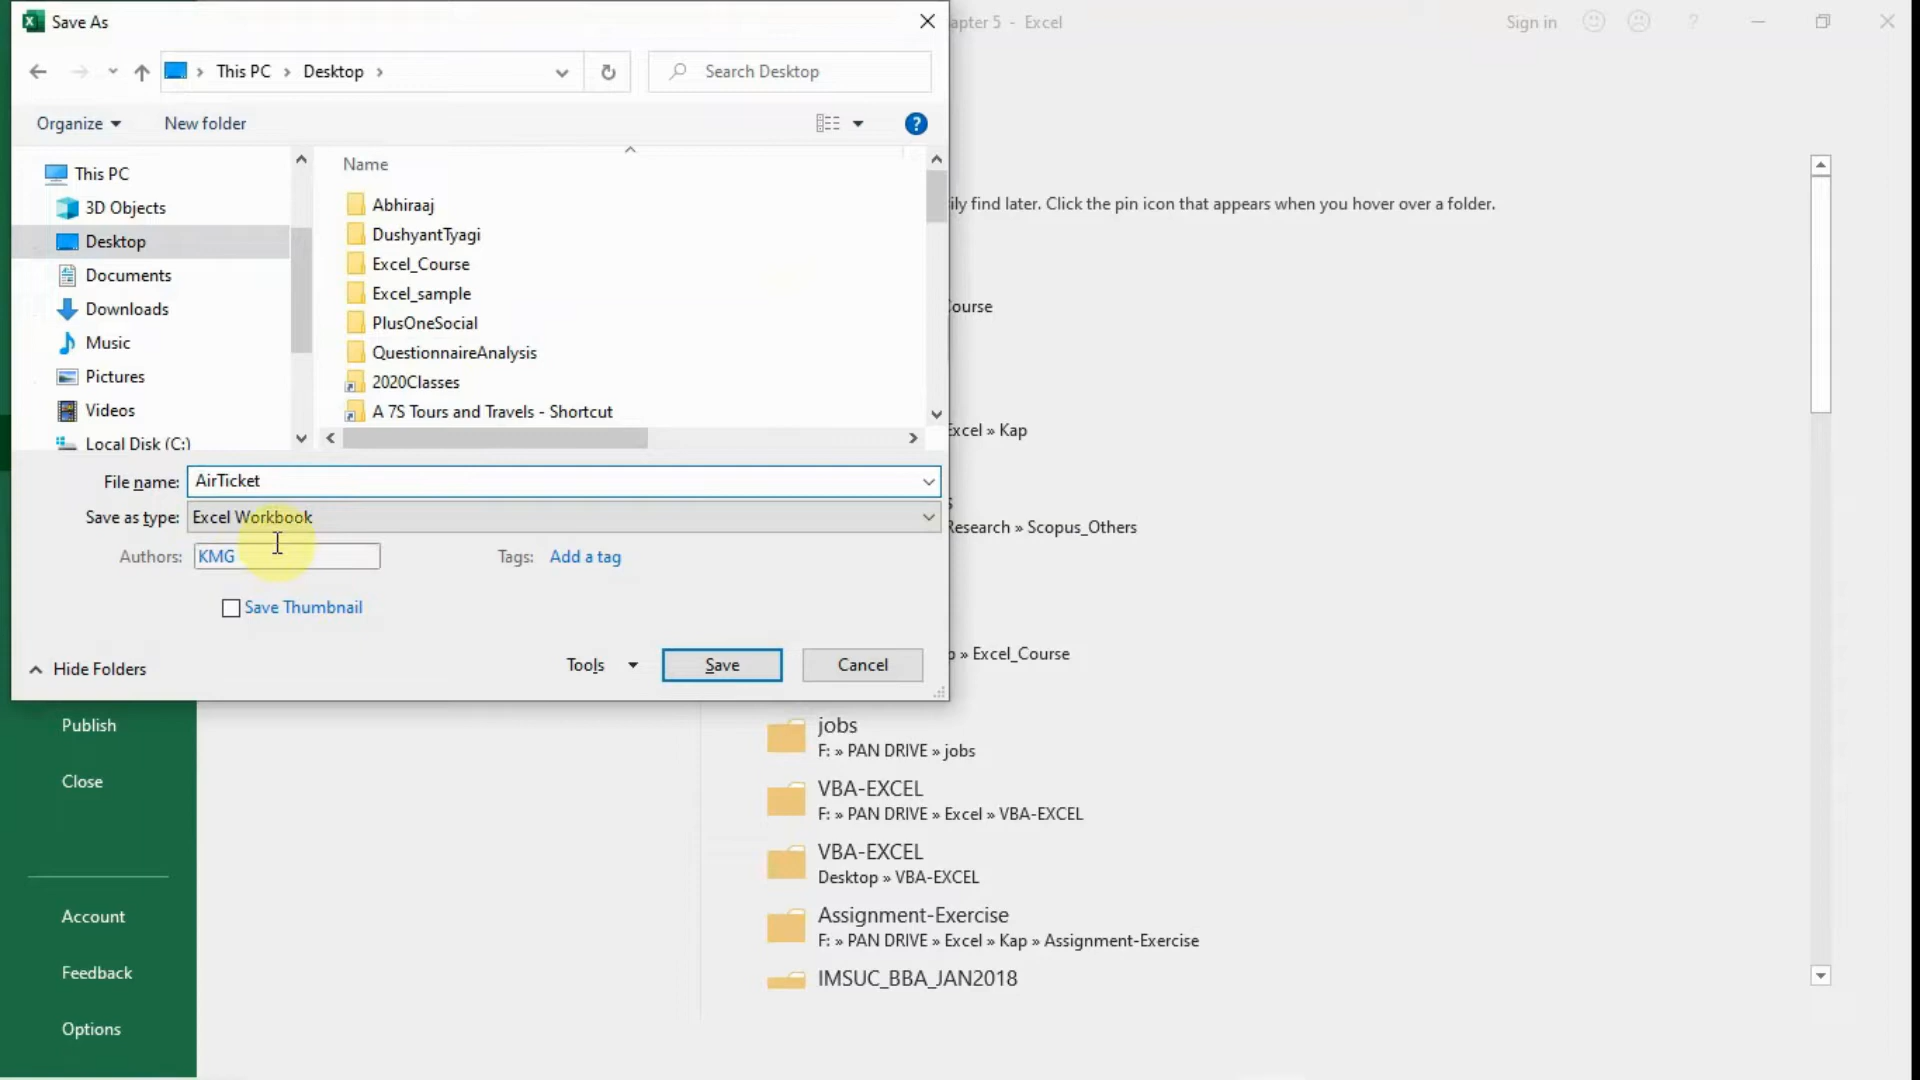 Save As
apter 5 - Excel
Sign in
?
This PC
Desktop
Search Desktop
Organize
New folder
?
This PC
3D Objects
Desktop
Documents
Downloads
Music
Pictures
Videos
Local Disk (C:)
Name
Abhiraaj
DushyantTyagi
Excel_Course
Excel_sample
PlusOneSocial
QuestionnaireAnalysis
2020Classes
A 7S Tours and Travels - Shortcut
File name: AirTicket
Save as type: Excel Workbook
Authors: KMG
Tags: Add a tag
Save Thumbnail
Hide Folders
Tools
Save
Cancel
ily find later. Click the pin icon that appears when you hover over a folder.
Course
Excel » Kap
s
Research » Scopus_Others
p » Excel_Course
jobs
F: » PAN DRIVE » jobs
VBA-EXCEL
F: » PAN DRIVE » Excel » VBA-EXCEL
VBA-EXCEL
Desktop » VBA-EXCEL
Assignment-Exercise
F: » PAN DRIVE » Excel » Kap » Assignment-Exercise
IMSUC_BBA_JAN2018
Publish
Close
Account
Feedback
Options